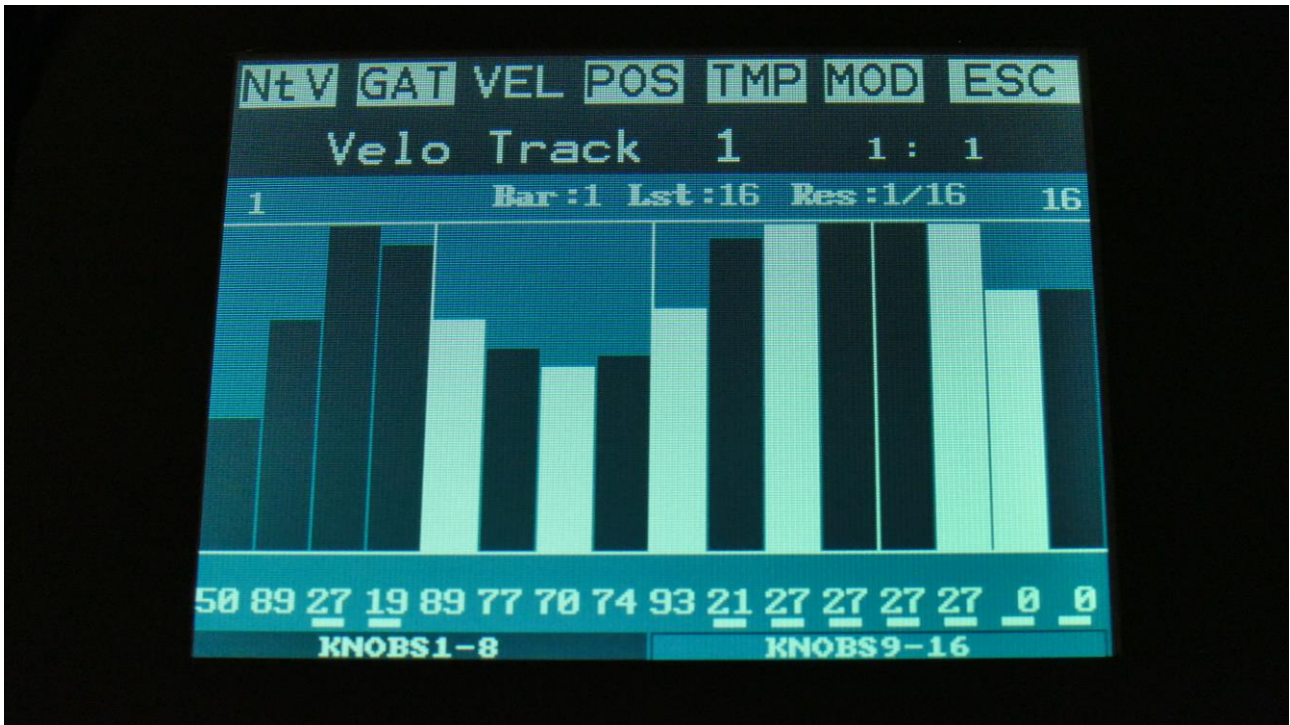 NtV GAT VEL POS TMP MOD ESC
Velo Track 1 1: 1
1 Bar:1 Lst:16 Res:1/16 16
50 89 27 19 89 77 70 74 93 21 27 27 27 27 0 0
KNOBS1-8 KNOBS9-16